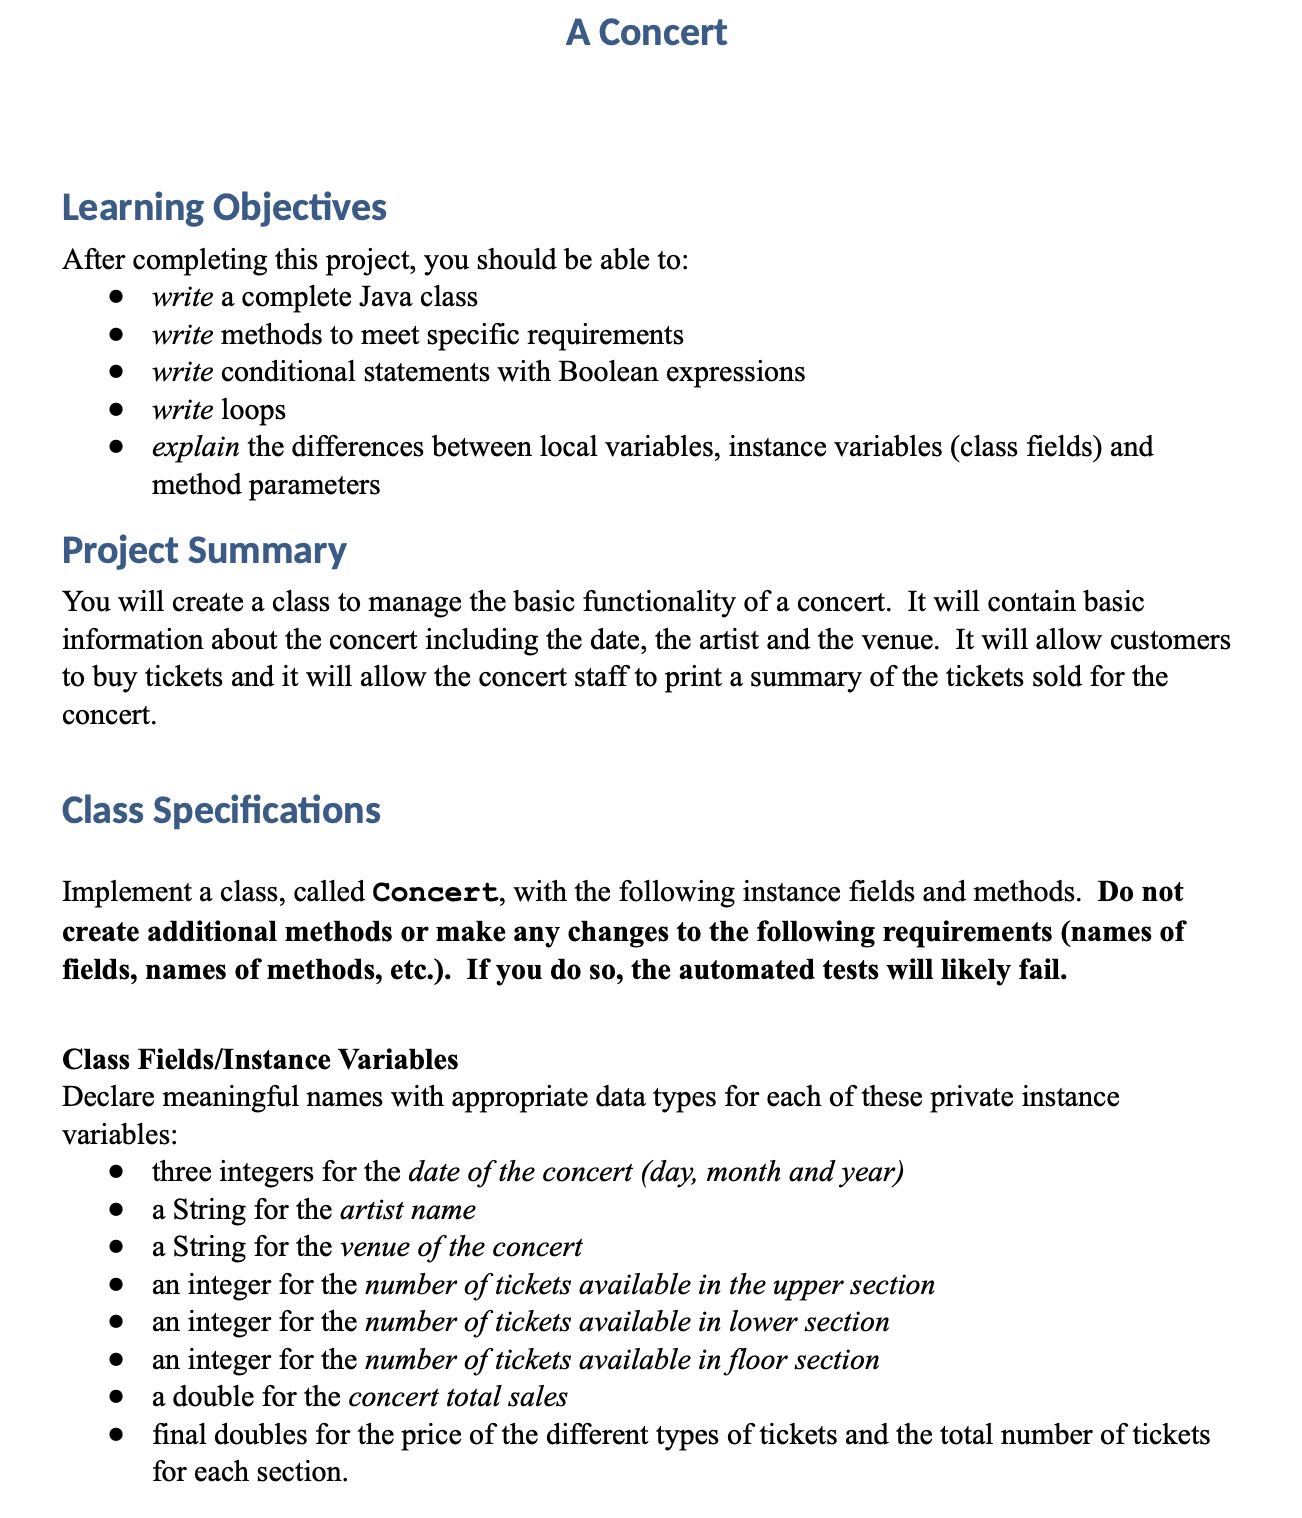 A Concert
Learning Objectives
After completing this project, you should be able to:
● write a complete Java class
● write methods to meet specific requirements
● write conditional statements with Boolean expressions
● write loops
● explain the differences between local variables, instance variables (class fields) and
method parameters
Project Summary
You will create a class to manage the basic functionality of a concert.  It will contain basic
information about the concert including the date, the artist and the venue.  It will allow customers
to buy tickets and it will allow the concert staff to print a summary of the tickets sold for the
concert.
Class Specifications
Implement a class, called Concert, with the following instance fields and methods.  Do not
create additional methods or make any changes to the following requirements (names of
fields, names of methods, etc.).  If you do so, the automated tests will likely fail.
Class Fields/Instance Variables
Declare meaningful names with appropriate data types for each of these private instance
variables:
● three integers for the date of the concert (day, month and year)
● a String for the artist name
● a String for the venue of the concert
● an integer for the number of tickets available in the upper section
● an integer for the number of tickets available in lower section
● an integer for the number of tickets available in floor section
● a double for the concert total sales
● final doubles for the price of the different types of tickets and the total number of tickets
for each section.